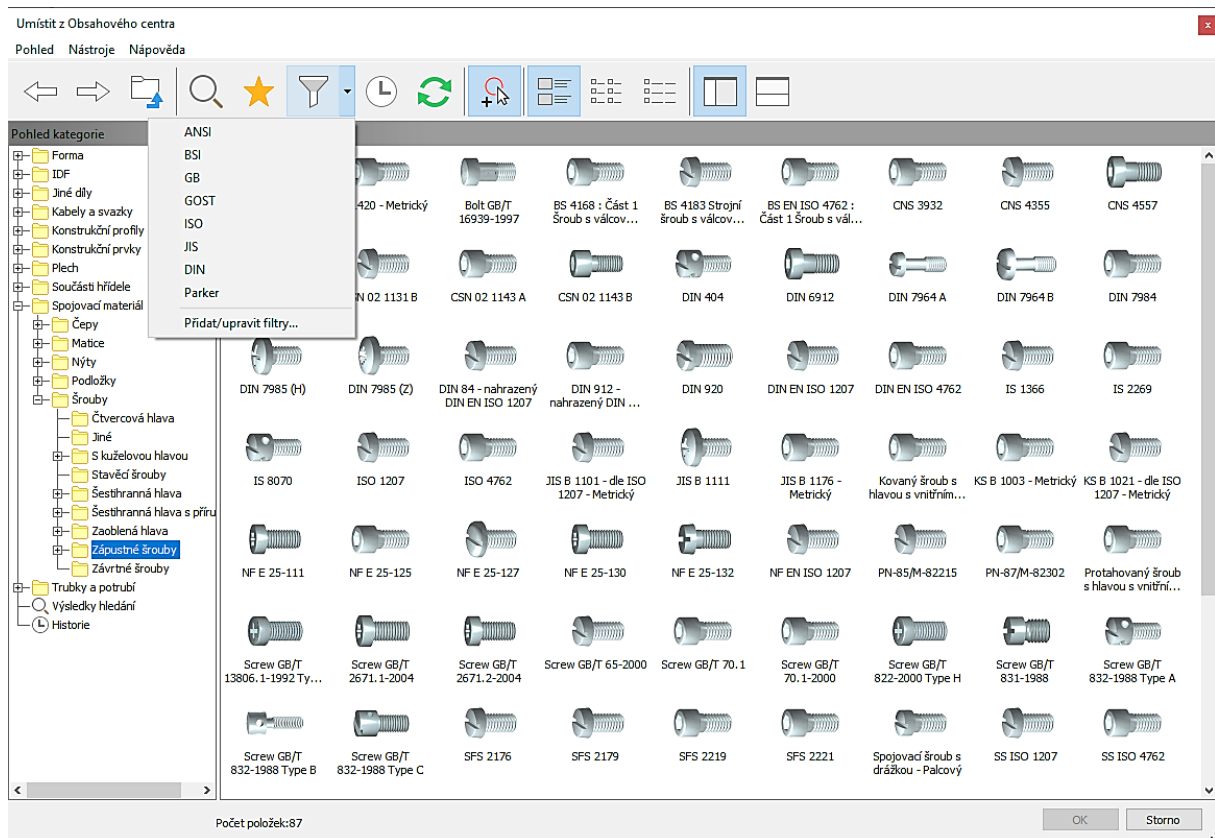 Umístit z Obsahového centra
Pohled Nástroje Nápověda
Pohled kategorie
ANSI
BSI
GB
GOST
ISO
JIS
DIN
Parker
Přidat/upravit filtry...
Forma
IDF
Jiné díly
Kabely a svazky
Konstrukční profily
Konstrukční prvky
Plech
Součásti hřídele
Spojovací materiál
Čepy
Matice
Nýty
Podložky
Šrouby
Čtvercová hlava
Jiné
S kuželovou hlavou
Stavěcí šrouby
Šestihranná hlava
Šestihranná hlava s příru
Zaoblená hlava
Zápustné šrouby
Závrtné šrouby
Trubky a potrubí
Výsledky hledání
Historie
420 - Metrický
Bolt GB/T
16939-1997
BS 4168 : Část 1
Šroub s válcov...
BS 4183 Strojní
šroub s válcov...
BS EN ISO 4762 :
Část 1 Šroub s vál...
CNS 3932
CNS 4355
CNS 4557
SN 02 1131 B
CSN 02 1143 A
CSN 02 1143 B
DIN 404
DIN 6912
DIN 7964 A
DIN 7964 B
DIN 7984
DIN 7985 (H)
DIN 7985 (Z)
DIN 84 - nahrazený
DIN EN ISO 1207
DIN 912 -
nahrazený DIN ...
DIN 920
DIN EN ISO 1207
DIN EN ISO 4762
IS 1366
IS 2269
IS 8070
ISO 1207
ISO 4762
JIS B 1101 - dle ISO
1207 - Metrický
JIS B 1111
JIS B 1176 -
Metrický
Kovaný šroub s
hlavou s vnitřním...
KS B 1003 - Metrický
KS B 1021 - dle ISO
1207 - Metrický
NF E 25-111
NF E 25-125
NF E 25-127
NF E 25-130
NF E 25-132
NF EN ISO 1207
PN-85/M-82215
PN-87/M-82302
Protahovaný šroub
s hlavou s vnitřní...
Screw GB/T
13806.1-1992 Ty...
Screw GB/T
2671.1-2004
Screw GB/T
2671.2-2004
Screw GB/T 65-2000
Screw GB/T 70.1
Screw GB/T
70.1-2000
Screw GB/T
822-2000 Type H
Screw GB/T
831-1988
Screw GB/T
832-1988 Type A
Screw GB/T
832-1988 Type B
Screw GB/T
832-1988 Type C
SFS 2176
SFS 2179
SFS 2219
SFS 2221
Spojovací šroub s
drážkou - Palcový
SS ISO 1207
SS ISO 4762
Počet položek:87
OK
Storno